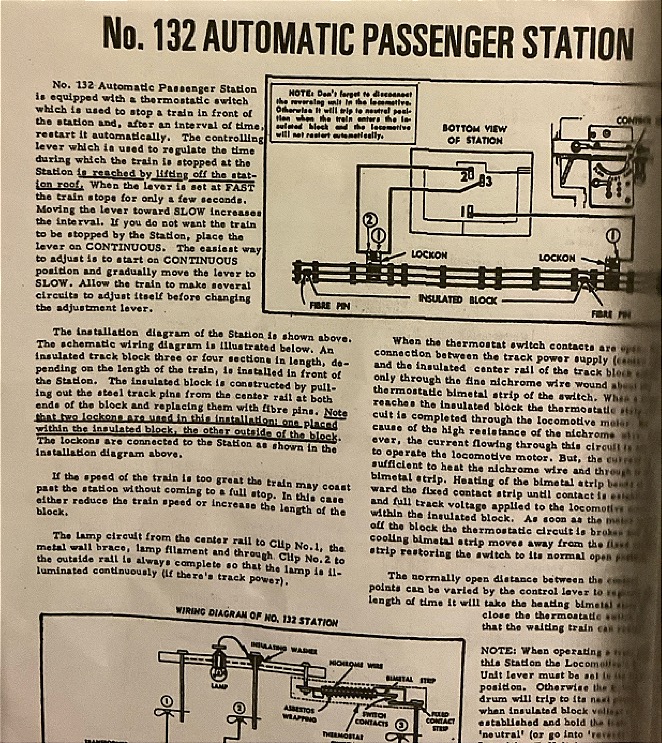 No. 132 AUTOMATIC PASSENGER STATION
No. 132 Automatic Passenger Station
is equipped with a thermostatic switch
which is used to stop a train in front of
the station and, after an interval of time,
restart it automatically. The controlling
lever which is used to regulate the time
during which the train is stopped at the
Station is reached by lifting off the stat-
ion roof. When the lever is set at FAST
the train stops for only a few seconds.
Moving the lever toward SLOW increases
the interval. If you do not want the train
to be stopped by the Station, place the
lever on CONTINUOUS. The easiest way
to adjust is to start on CONTINUOUS
position and gradually move the lever to
SLOW. Allow the train to make several
circuits to adjust itself before changing
the adjustment lever.
NOTE: Don't forget to disconnect
the reversing unit in the locomotive.
Otherwise it will trip to neutral posi-
tion when the train enters the in-
sulated block and the locomotive
will not restart automatically.
BOTTOM VIEW
OF STATION
2
3
1
2
1
LOCKON
LOCKON
1
FIBRE PIN
INSULATED BLOCK
FIBRE PIN
The installation diagram of the Station is shown above.
The schematic wiring diagram is illustrated below. An
insulated track block three or four sections in length, de-
pending on the length of the train, is installed in front of
the Station. The insulated block is constructed by pull-
ing out the steel track pins from the center rail at both
ends of the block and replacing them with fibre pins. Note
that two lockons are used in this installation; one placed
within the insulated block, the other outside of the block.
The lockons are connected to the Station as shown in the
installation diagram above.
If the speed of the train is too great the train may coast
past the station without coming to a full stop. In this case
either reduce the train speed or increase the length of the
block.
The lamp circuit from the center rail to Clip No. 1, the
metal wall brace, lamp filament and through Clip No. 2 to
the outside rail is always complete so that the lamp is il-
luminated continuously (if there's track power).
When the thermostat switch contacts are
connection between the track power supply
and the insulated center rail of the track block
only through the fine nichrome wire wound
thermostatic bimetal strip of the switch. When
reaches the insulated block the thermostatic
cuit is completed through the locomotive
cause of the high resistance of the nichrome
ever, the current flowing through this circuit
to operate the locomotive motor. But, the
sufficient to heat the nichrome wire and
bimetal strip. Heating of the bimetal strip
ward the fixed contact strip until contact is
and full track voltage applied to the locomotive
within the insulated block. As soon as the
off the block the thermostatic circuit is
cooling bimetal strip moves away from the
strip restoring the switch to its normal open
The normally open distance between the
points can be varied by the control lever to
length of time it will take the heating bimetal
close the thermostatic
that the waiting train can
NOTE: When operating
this Station the
Unit lever must be set
position. Otherwise the
drum will trip to its
when insulated block
established and hold the
'neutral' (or go into
WIRING DIAGRAM OF NO. 132 STATION
INSULATING WASHER
LAMP
NICHROME WIRE
BIMETAL STRIP
ASBESTOS
WRAPPING
SWITCH
CONTACTS
FIXED
CONTACT
STRIP
THERMOSTAT
1
2
3